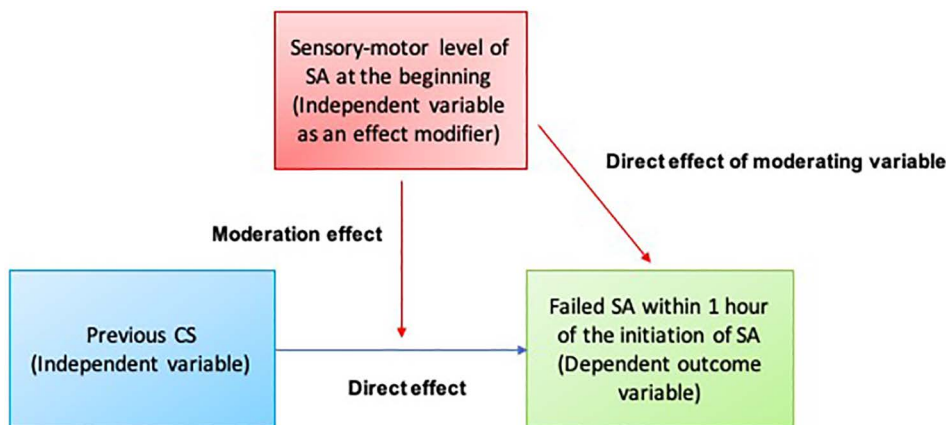 Sensory-motor level of
SA at the beginning
(Independent variable
as an effect modifier)
Direct effect of moderating variable
Moderation effect
Previous CS
(Independent variable)
Direct effect
Failed SA within 1 hour
of the initiation of SA
(Dependent outcome
variable)